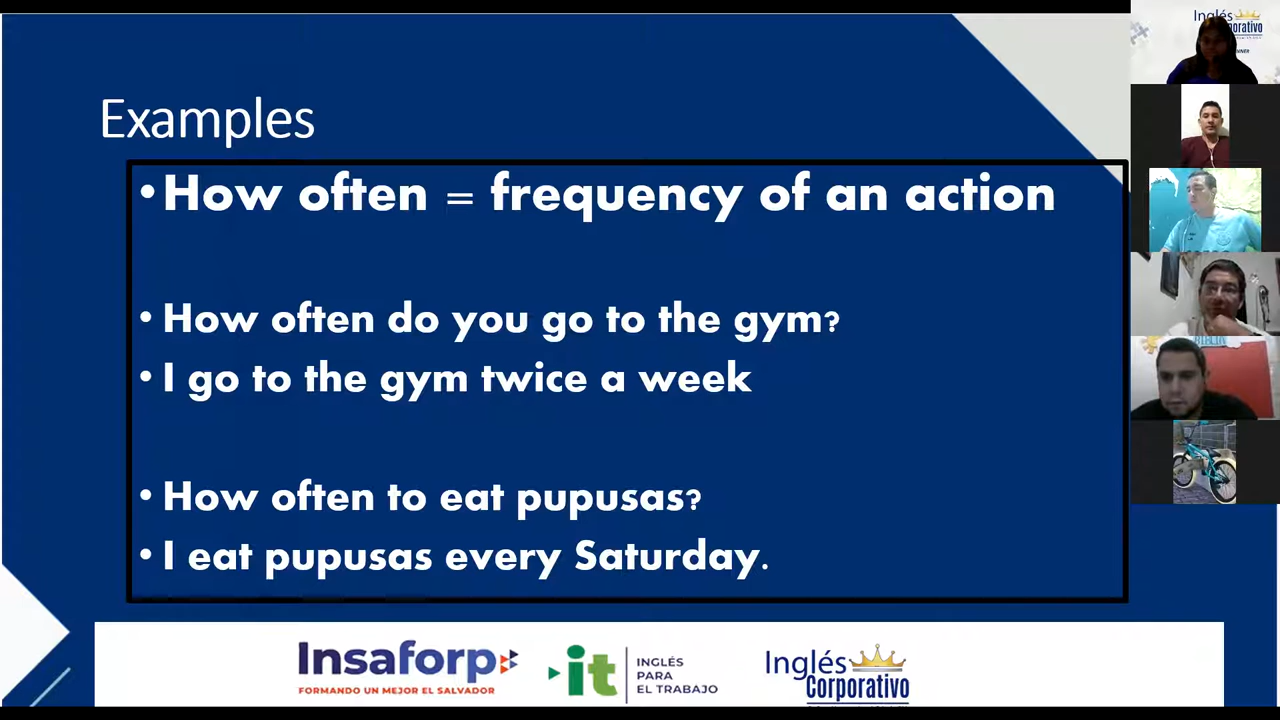 Examples
•How often = frequency of an action
• How often do you go to the gym?
• I go to the gym twice a week
• How often to eat pupusas?
• I eat pupusas every Saturday.
Insaforp
FORMANDO UN MEJOR EL SALVADOR
it
INGLÉS
PARA
EL TRABAJO
Inglés
Corporativo
Inglés